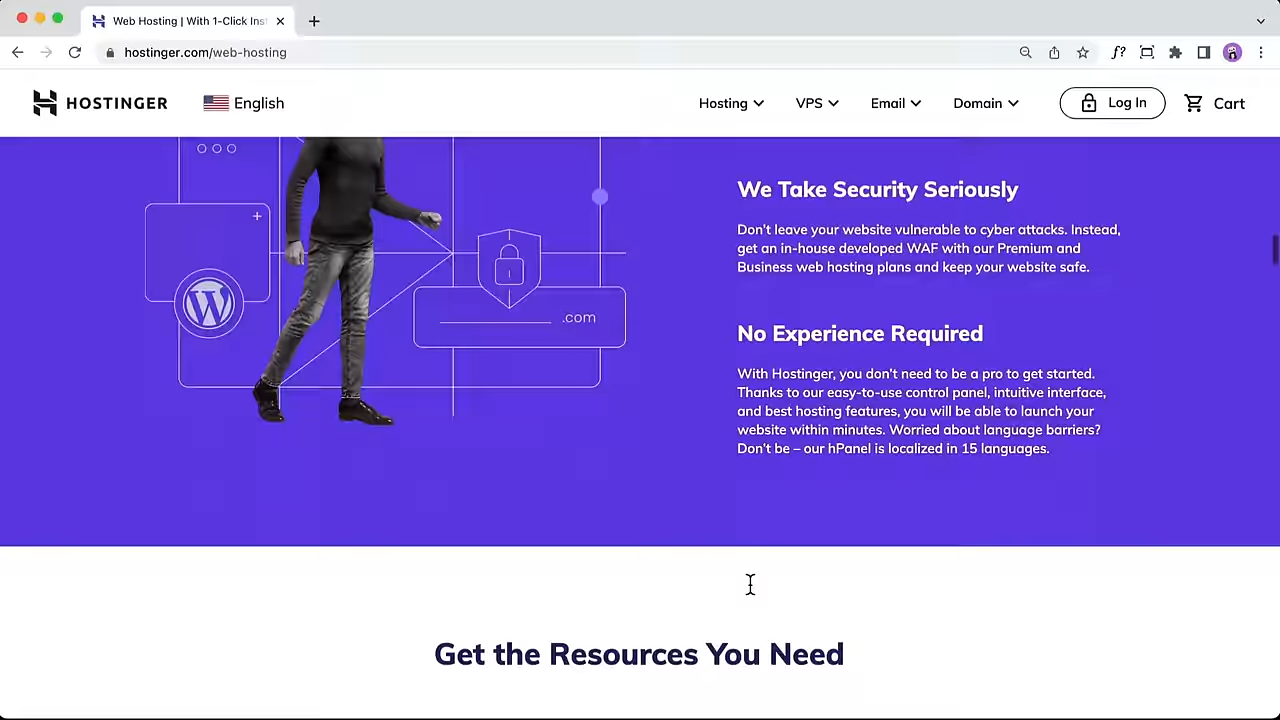 Web Hosting | With 1-Click Inst
hostinger.com/web-hosting
HOSTINGER
English
Hosting
VPS
Email
Domain
Log In
Cart
We Take Security Seriously
Don't leave your website vulnerable to cyber attacks. Instead,
get an in-house developed WAF with our Premium and
Business web hosting plans and keep your website safe.
.com
No Experience Required
With Hostinger, you don't need to be a pro to get started.
Thanks to our easy-to-use control panel, intuitive interface,
and best hosting features, you will be able to launch your
website within minutes. Worried about language barriers?
Don't be – our hPanel is localized in 15 languages.
Get the Resources You Need